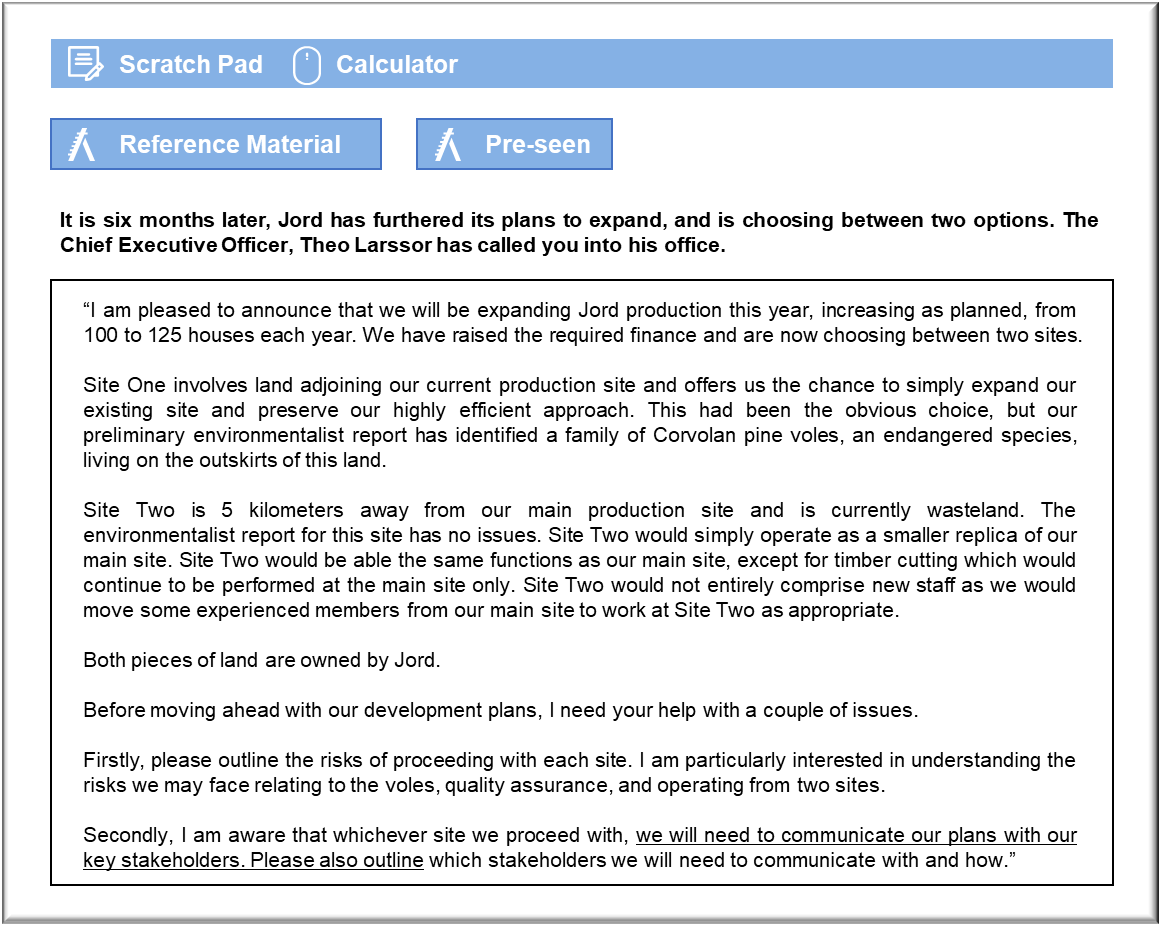 Scratch Pad Calculator
Reference Material Pre-seen
It is six months later, Jord has furthered its plans to expand, and is choosing between two options. The
Chief Executive Officer, Theo Larssor has called you into his office.
“I am pleased to announce that we will be expanding Jord production this year, increasing as planned, from
100 to 125 houses each year. We have raised the required finance and are now choosing between two sites.
Site One involves land adjoining our current production site and offers us the chance to simply expand our
existing site and preserve our highly efficient approach. This had been the obvious choice, but our
preliminary environmentalist report has identified a family of Corvolan pine voles, an endangered species,
living on the outskirts of this land.
Site Two is 5 kilometers away from our main production site and is currently wasteland. The
environmentalist report for this site has no issues. Site Two would simply operate as a smaller replica of our
main site. Site Two would be able the same functions as our main site, except for timber cutting which would
continue to be performed at the main site only. Site Two would not entirely comprise new staff as we would
move some experienced members from our main site to work at Site Two as appropriate.
Both pieces of land are owned by Jord.
Before moving ahead with our development plans, I need your help with a couple of issues.
Firstly, please outline the risks of proceeding with each site. I am particularly interested in understanding the
risks we may face relating to the voles, quality assurance, and operating from two sites.
Secondly, I am aware that whichever site we proceed with, we will need to communicate our plans with our
key stakeholders. Please also outline which stakeholders we will need to communicate with and how.”